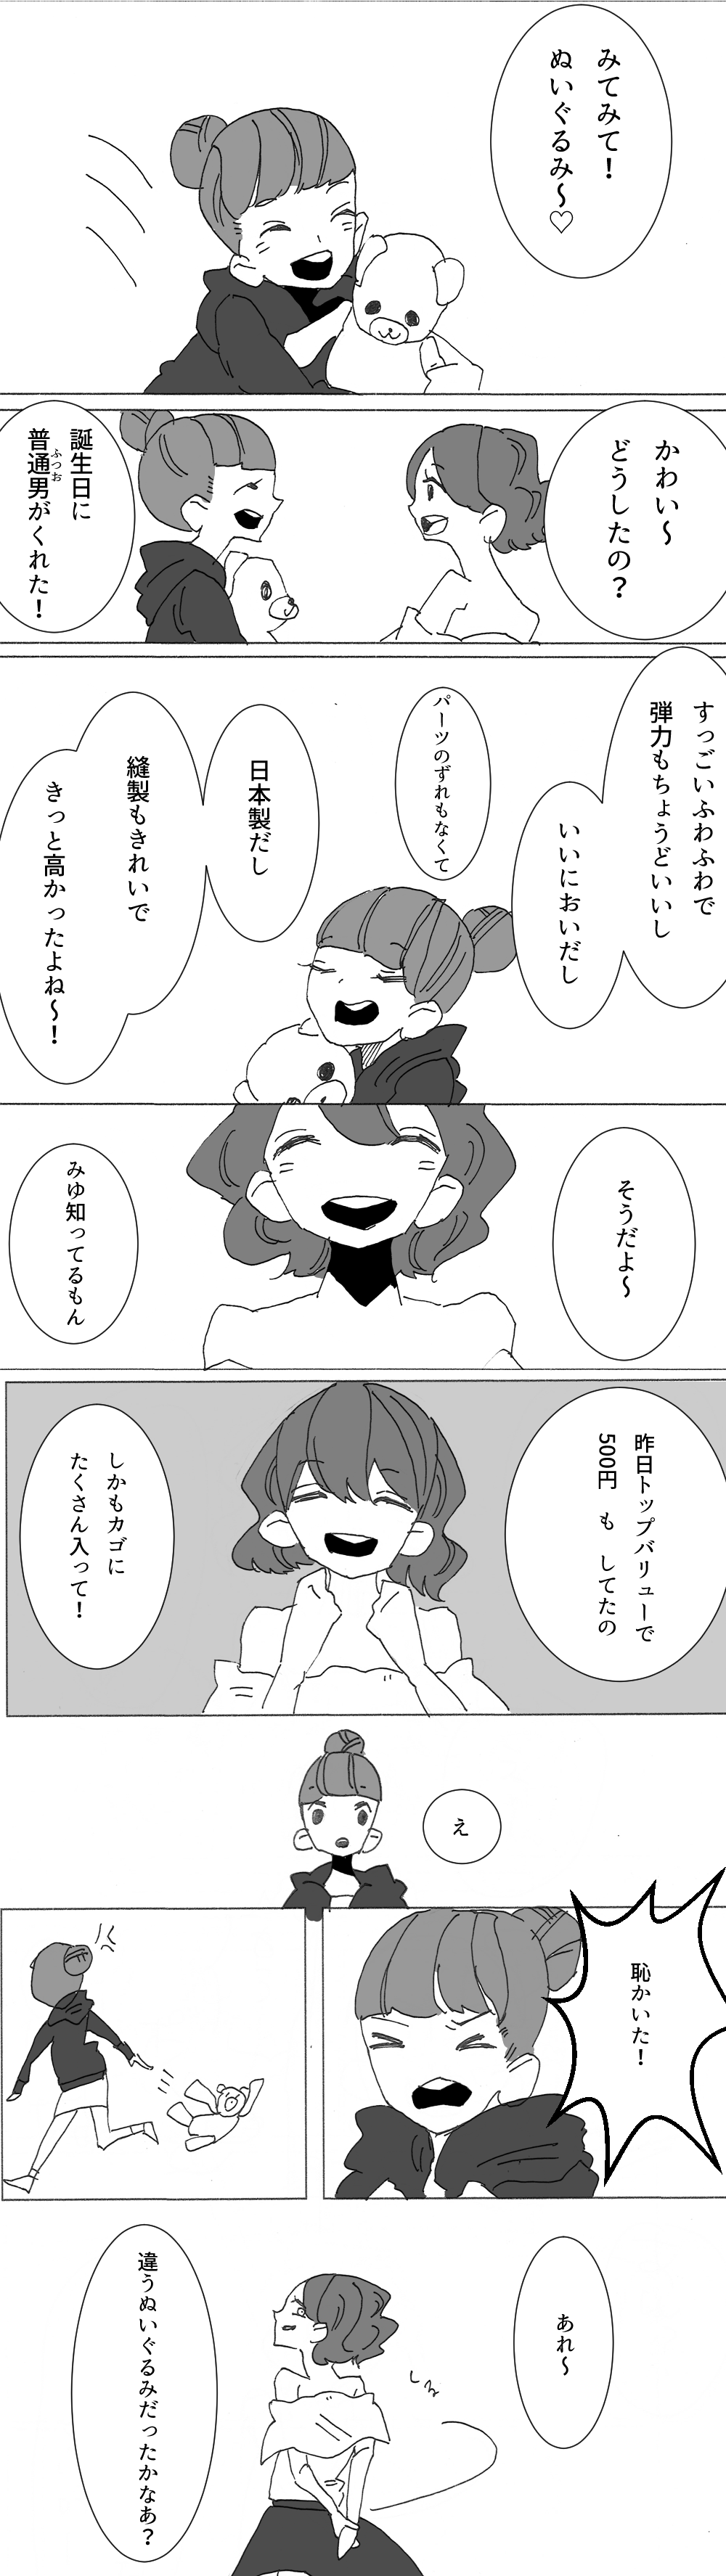 みてみて！
ぬいぐるみ〜♡
かわい〜
どうしたの？
誕生日に
普通男がくれた！
ふつお
すっごいふわふわで
弾力もちょうどいいし
いいにおいだし
パーツのずれもなくて
日本製だし
縫製もきれいで
きっと高かったよね〜！
そうだよ〜
みゆ知ってるもん
昨日トップバリューで
500円　も　してたの
しかもカゴに
たくさん入って！
え
恥かいた！
あれ〜
くる
違うぬいぐるみだったかなあ？